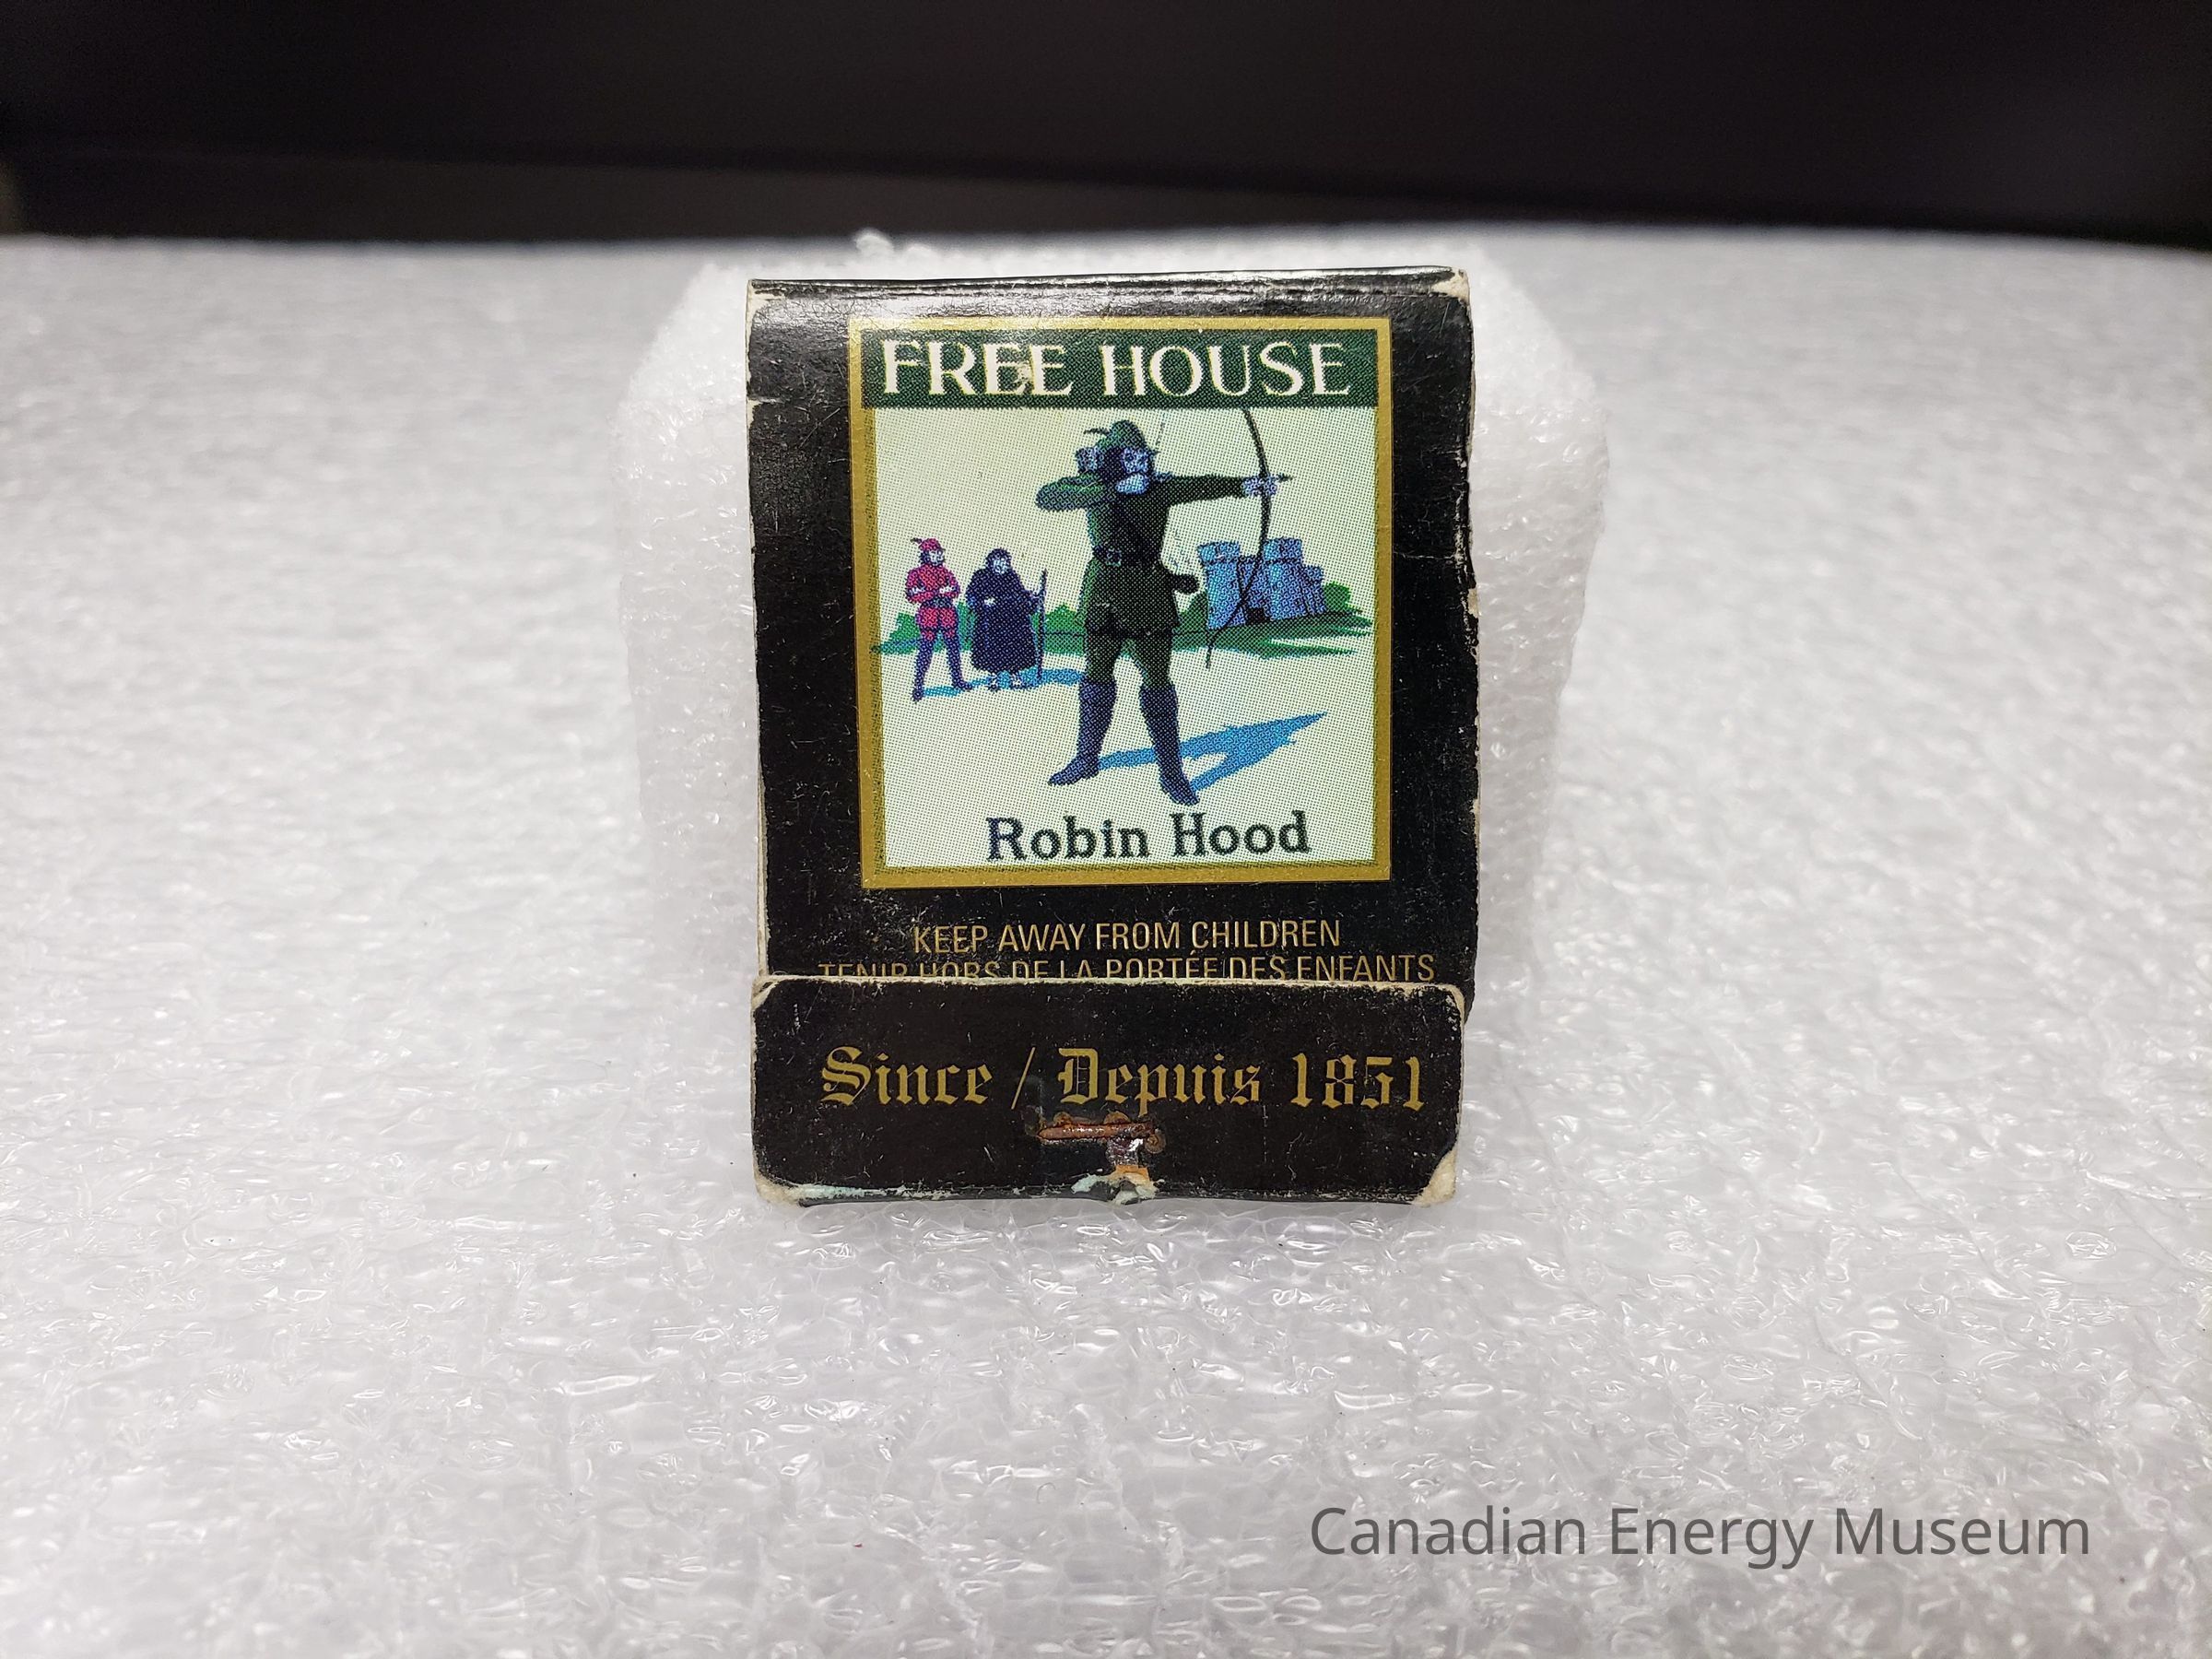 FREE HOUSE
Robin Hood
KEEP AWAY FROM CHILDREN
TENIR HORS DE LA PORTÉE DES ENFANTS
Since / Depuis 1851
Canadian Energy Museum